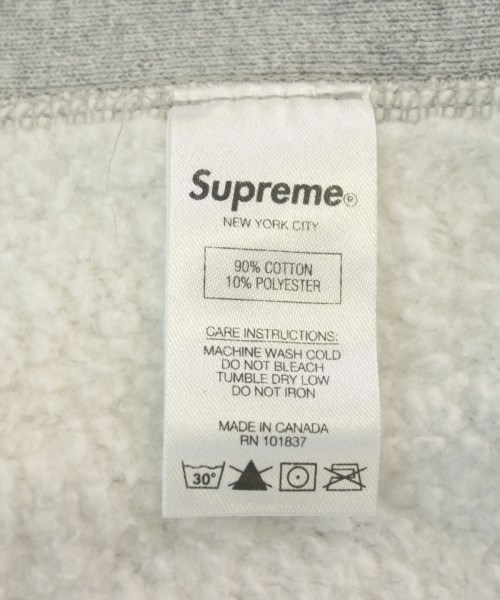 Supreme®
NEW YORK CITY
90% COTTON
10% POLYESTER
CARE INSTRUCTIONS:
MACHINE WASH COLD
DO NOT BLEACH
TUMBLE DRY LOW
DO NOT IRON
MADE IN CANADA
RN 101837
30°